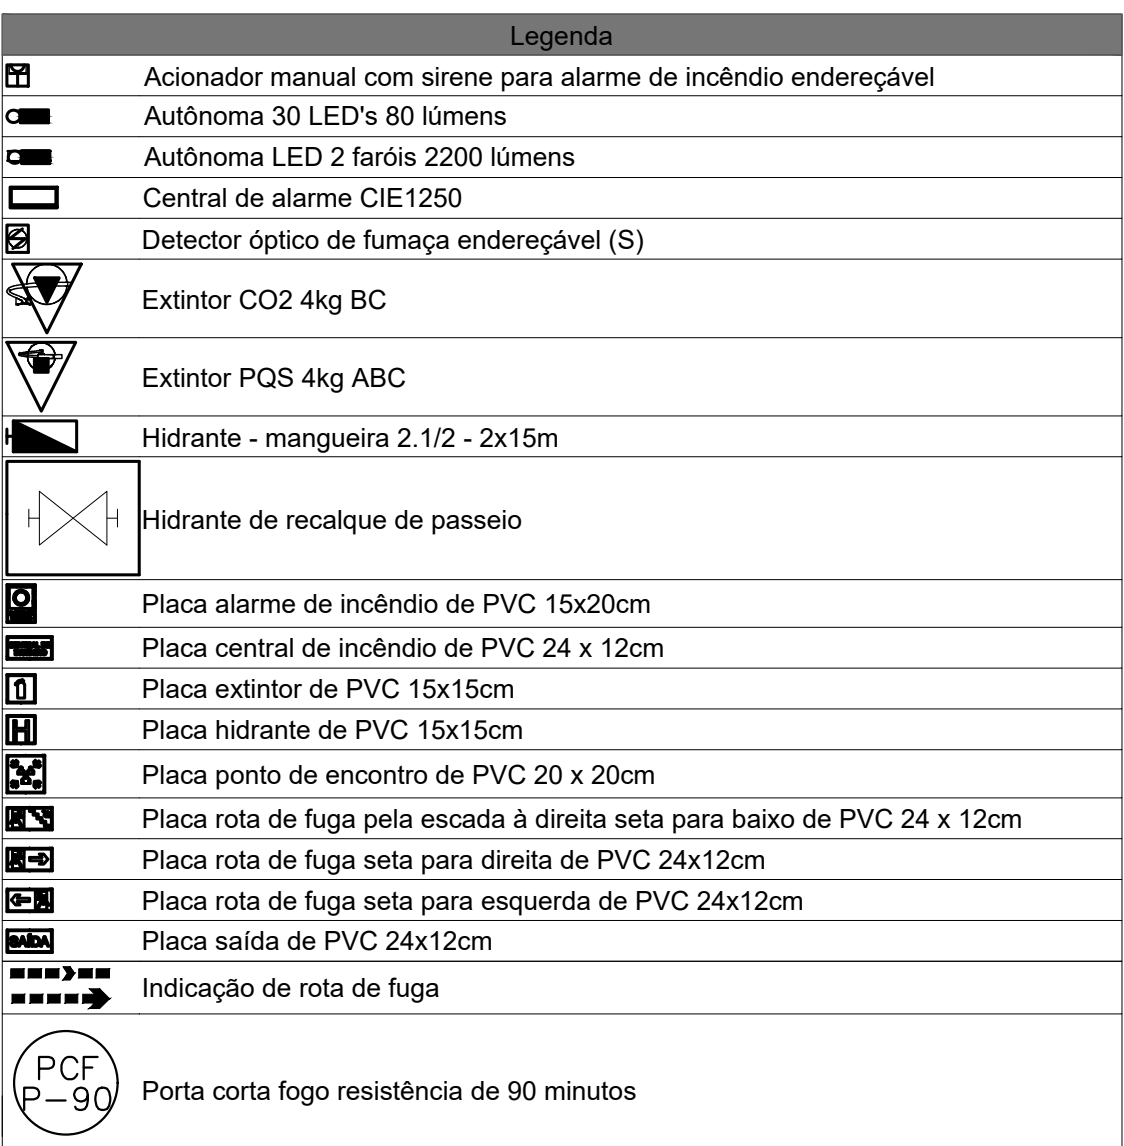 Legenda
Acionador manual com sirene para alarme de incêndio endereçável
Autônoma 30 LED's 80 lúmens
Autônoma LED 2 faróis 2200 lúmens
Central de alarme CIE1250
Detector óptico de fumaça endereçável (S)
Extintor CO2 4kg BC
Extintor PQS 4kg ABC
Hidrante - mangueira 2.1/2 - 2x15m
Hidrante de recalque de passeio
Placa alarme de incêndio de PVC 15x20cm
Placa central de incêndio de PVC 24 x 12cm
Placa extintor de PVC 15x15cm
H Placa hidrante de PVC 15x15cm
Placa ponto de encontro de PVC 20 x 20cm
Placa rota de fuga pela escada à direita seta para baixo de PVC 24 x 12cm
Placa rota de fuga seta para direita de PVC 24x12cm
Placa rota de fuga seta para esquerda de PVC 24x12cm
SAÍDA Placa saída de PVC 24x12cm
Indicação de rota de fuga
PCF
P-90
Porta corta fogo resistência de 90 minutos